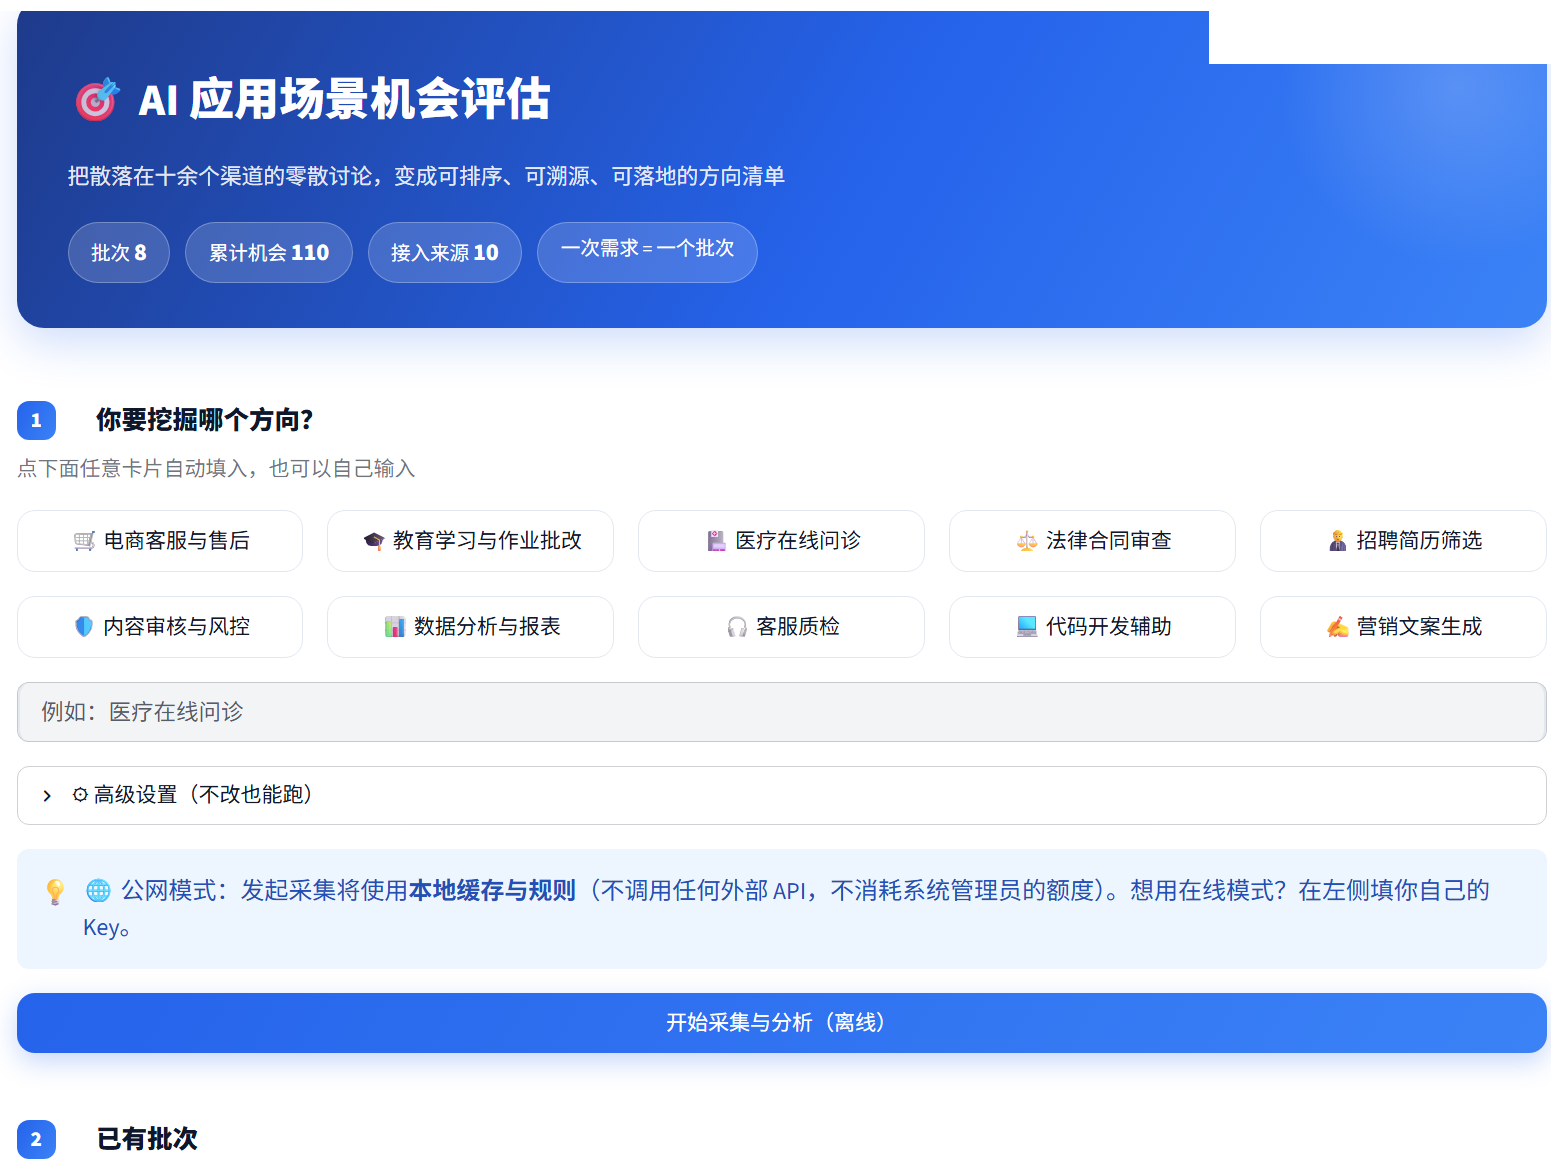 AI 应用场景机会评估
把散落在十余个渠道的零散讨论，变成可排序、可溯源、可落地的方向清单
批次 8
累计机会 110
接入来源 10
一次需求 = 一个批次
1
你要挖掘哪个方向？
点下面任意卡片自动填入，也可以自己输入
电商客服与售后
教育学习与作业批改
医疗在线问诊
法律合同审查
招聘简历筛选
内容审核与风控
数据分析与报表
客服质检
代码开发辅助
营销文案生成
例如：医疗在线问诊
高级设置（不改也能跑）
公网模式：发起采集将使用本地缓存与规则（不调用任何外部 API，不消耗系统管理员的额度）。想用在线模式？在左侧填你自己的
Key。
开始采集与分析（离线）
2
已有批次